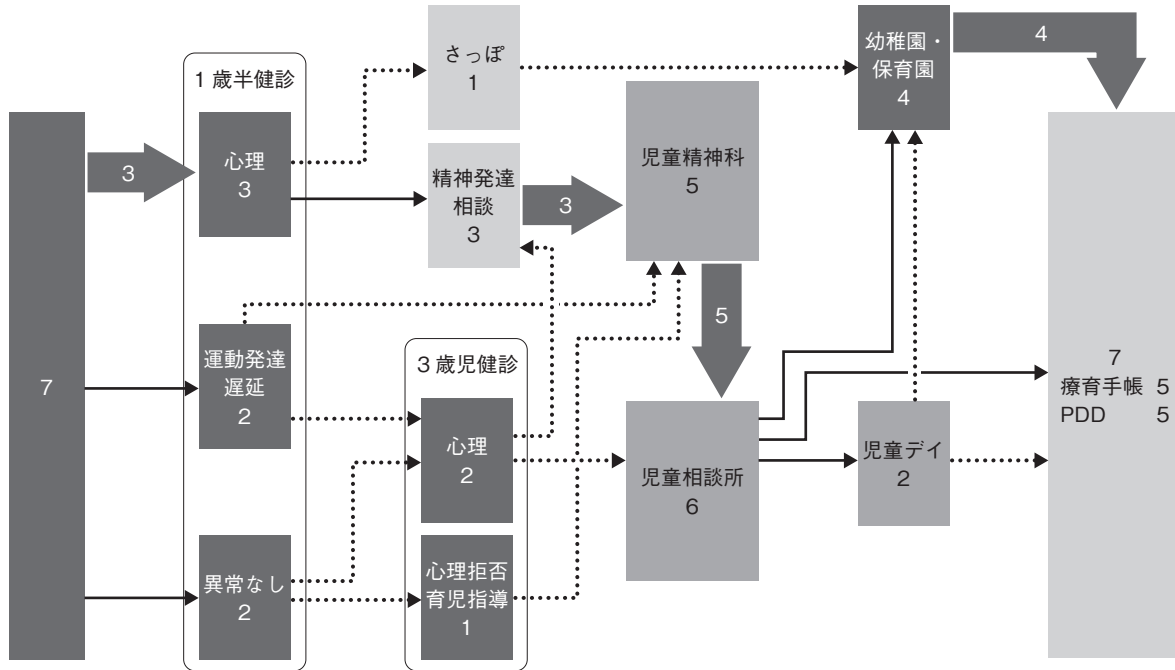 7
3
1歳半健診
心理
3
運動発達
遅延
2
異常なし
2
さっぽ
1
精神発達
相談
3
3
3歳児健診
心理
2
心理拒否
育児指導
1
児童精神科
5
5
児童相談所
6
幼稚園・
保育園
4
4
児童デイ
2
7
療育手帳 5
PDD 5